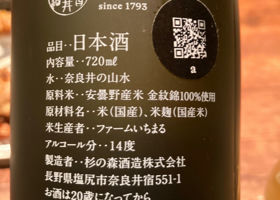 since 1793
品目‥日本酒
内容量‥720㎖
水‥奈良井の山水
原料米‥安曇野産米 金紋錦100%使用
原材料名‥米(国産)、米麹(国産米)
米生産者‥ファームいちまる
アルコール分‥14度
製造者‥杉の森酒造株式会社
長野県塩尻市奈良井宿551-1
お酒は20歳になってから
a